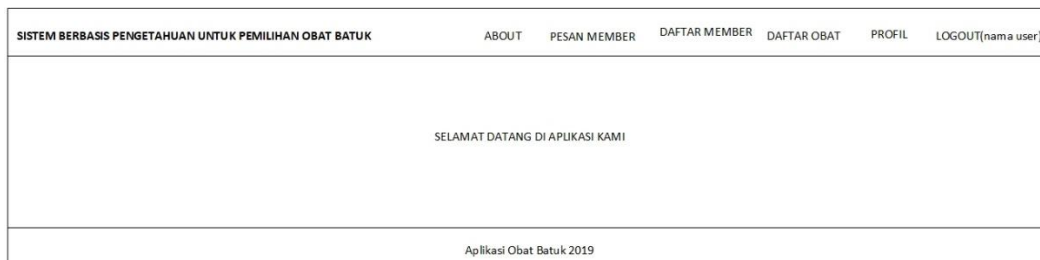 SISTEM BERBASIS PENGETAHUAN UNTUK PEMILIHAN OBAT BATUK ABOUT PESAN MEMBER DAFTAR MEMBER DAFTAR OBAT PROFIL LOGOUT(nama user)
SELAMAT DATANG DI APLIKASI KAMI
Aplikasi Obat Batuk 2019